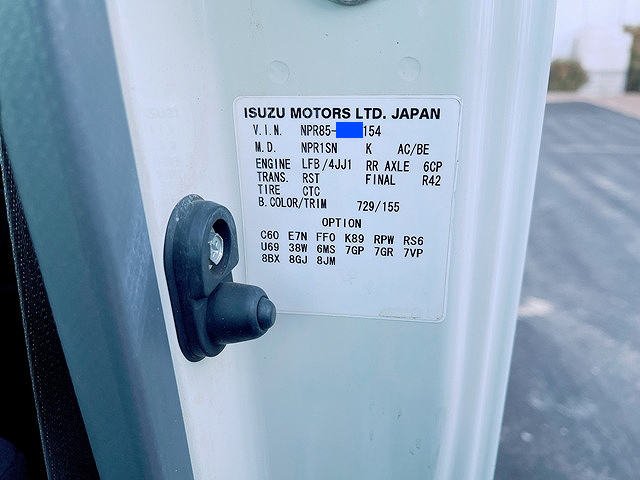 ISUZU MOTORS LTD. JAPAN
V.I.N. NPR85- 154
M.D. NPR1SN K AC/BE
ENGINE LFB/4JJ1 RR AXLE 6CP
TRANS. RST FINAL R42
TIRE CTC
B.COLOR/TRIM 729/155
OPTION
C60 E7N FF0 K89 RPW RS6
U69 38W 6MS 7GP 7GR 7VP
8BX 8GJ 8JM